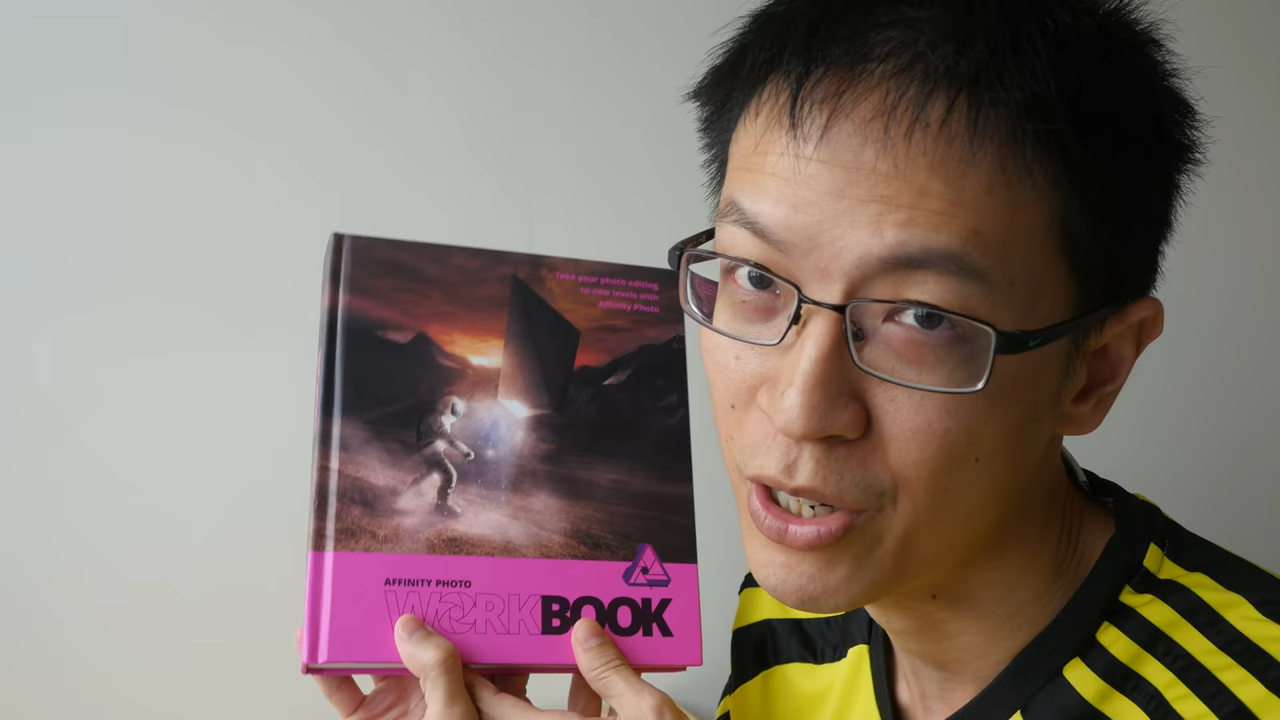 Take your photo editing
to new levels with
Affinity Photo
AFFINITY PHOTO
WORKBOOK